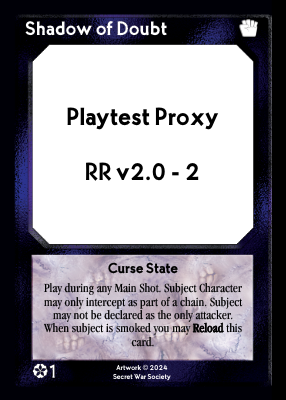 Shadow of Doubt
Playtest Proxy
RR v2.0 - 2
Curse State
Play during any Main Shot. Subject Character
may only intercept as part of a chain. Subject
may not be declared as the only attacker.
When subject is smoked you may Reload this
card.
1
Artwork © 2024
Secret War Society